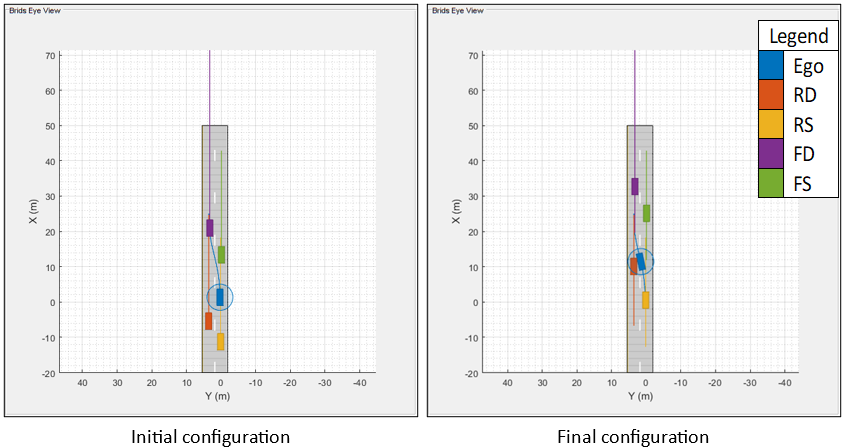 Brids Eye View
70
60
50
40
30
20
10
0
-10
-20
X (m)
40 30 20 10 0 -10 -20 -30 -40
Y (m)
Initial configuration
Brids Eye View
70
60
50
40
30
20
10
0
-10
-20
X (m)
40 30 20 10 0 -10 -20 -30 -40
Y (m)
Final configuration
Legend
Ego
RD
RS
FD
FS